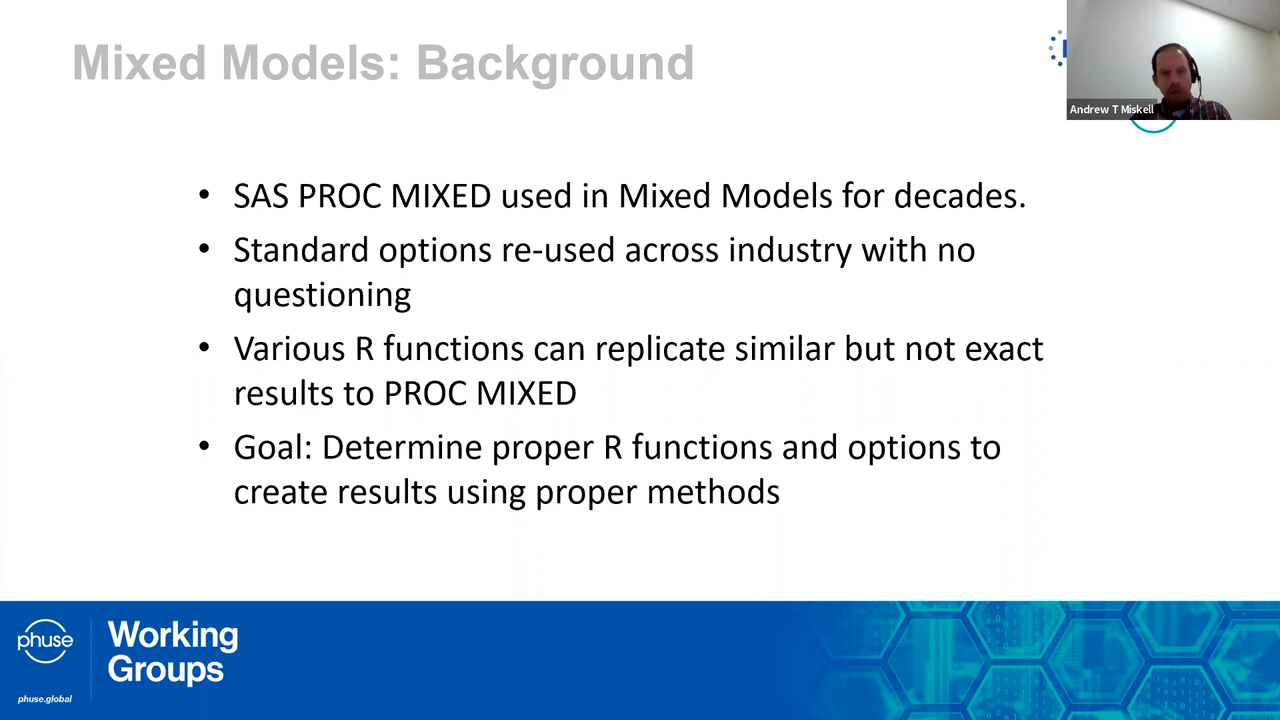 Mixed Models: Background
Andrew T Miskell
• SAS PROC MIXED used in Mixed Models for decades.
• Standard options re-used across industry with no
questioning
• Various R functions can replicate similar but not exact
results to PROC MIXED
• Goal: Determine proper R functions and options to
create results using proper methods
phuse
Working
Groups
phuse.global